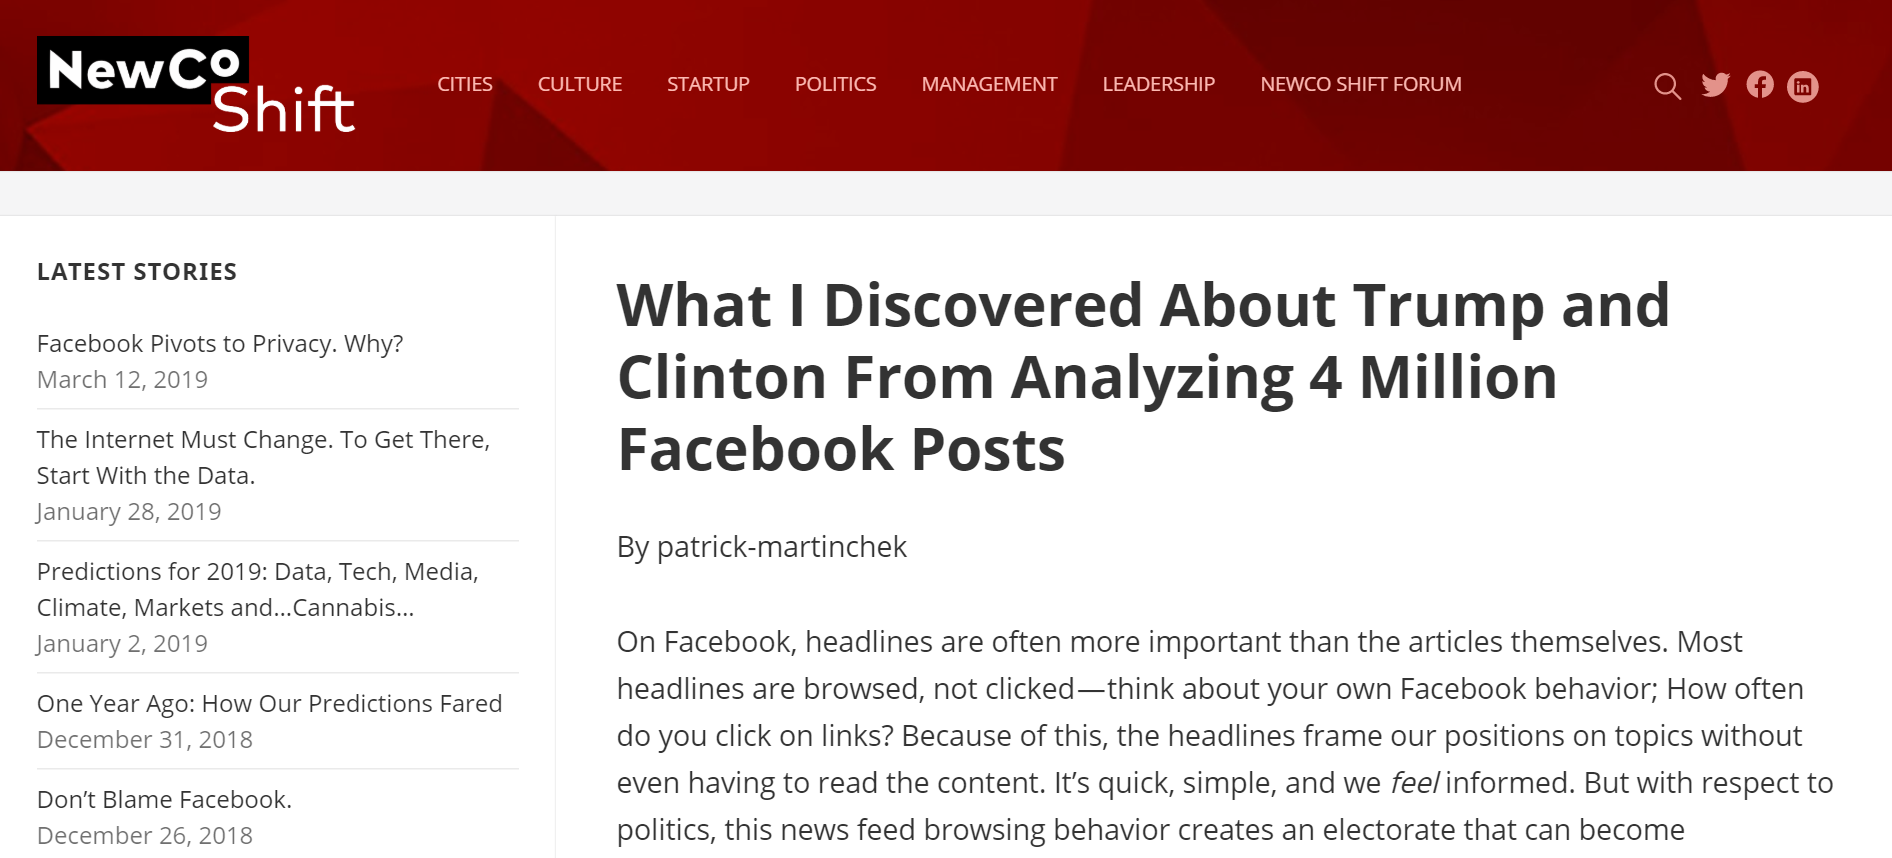 NewCo
Shift
CITIES CULTURE STARTUP POLITICS MANAGEMENT LEADERSHIP NEWCO SHIFT FORUM
LATEST STORIES
Facebook Pivots to Privacy. Why?
March 12, 2019
The Internet Must Change. To Get There,
Start With the Data.
January 28, 2019
Predictions for 2019: Data, Tech, Media,
Climate, Markets and…Cannabis…
January 2, 2019
One Year Ago: How Our Predictions Fared
December 31, 2018
Don’t Blame Facebook.
December 26, 2018
What I Discovered About Trump and
Clinton From Analyzing 4 Million
Facebook Posts
By patrick-martinchek
On Facebook, headlines are often more important than the articles themselves. Most
headlines are browsed, not clicked—think about your own Facebook behavior; How often
do you click on links? Because of this, the headlines frame our positions on topics without
even having to read the content. It’s quick, simple, and we feel informed. But with respect to
politics, this news feed browsing behavior creates an electorate that can become